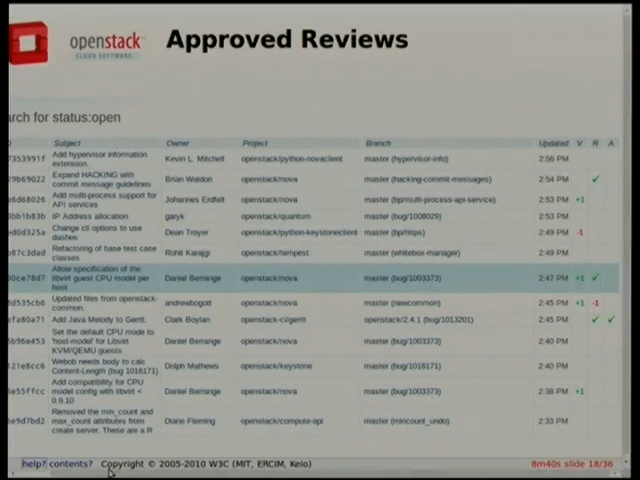 openstack
CLOUD SOFTWARE
Approved Reviews
arch for status:open
Subject Owner Project Branch Updated V R A
7353991f Add hypervisor information extension. Kevin L. Mitchell openstack/python-novaclient master (hypervisor-info) 2:56 PM
29b69022 Expand HACKING with commit message guidelines Brian Waldon openstack/nova master (hacking-commit-messages) 2:54 PM ✓
Add multi-process support for API services Johannes Erdfelt openstack/nova master (bp/multi-process-api-service) 2:53 PM +1
3bb1b83b IP Address allocation garyk openstack/quantum master (bug/1008029) 2:53 PM
Change cli options to use dashes Dean Troyer openstack/python-keystoneclient master (bp/https) 2:49 PM -1
b87c3dad Refactoring of base test case classes Rohit Karajgi openstack/tempest master (whitebox-manager) 2:49 PM
Allow specification of the libvirt guest CPU model per host Daniel Berrange openstack/nova master (bug/1003373) 2:47 PM +1 ✓
8d535cb6 Updated files from openstack-common. andrewbogott openstack/nova master (newcommon) 2:45 PM +1 -1
afa80a71 Add Java Melody to Gerrit. Clark Boylan openstack-ci/gerrit openstack/2.4.1 (bug/1013201) 2:45 PM ✓ ✓
5b96e453 Set the default CPU mode to 'host-model' for Libvirt KVM/QEMU guests Daniel Berrange openstack/nova master (bug/1003373) 2:40 PM
321e8cc6 Webob needs body to calc Content-Length (bug 1016171) Dolph Mathews openstack/keystone master (bug/1016171) 2:40 PM
8e55ffcc Add compatibility for CPU model config with libvirt < 0.9.10 Daniel Berrange openstack/nova master (bug/1003373) 2:38 PM +1
6e9d7bd2 Removed the min_count and max_count attributes from create server. These are a R Diane Fleming openstack/compute-api master (mincount_undo) 2:33 PM
help? contents? Copyright © 2005-2010 W3C (MIT, ERCIM, Keio) 8m40s slide 18/36